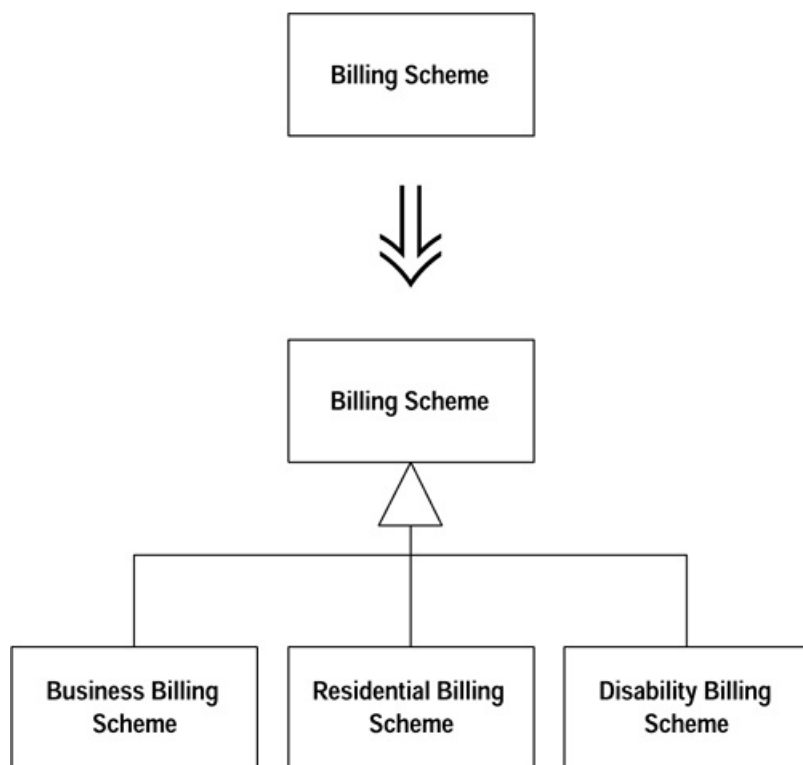 Billing Scheme
Billing Scheme
Business Billing
Scheme
Residential Billing
Scheme
Disability Billing
Scheme